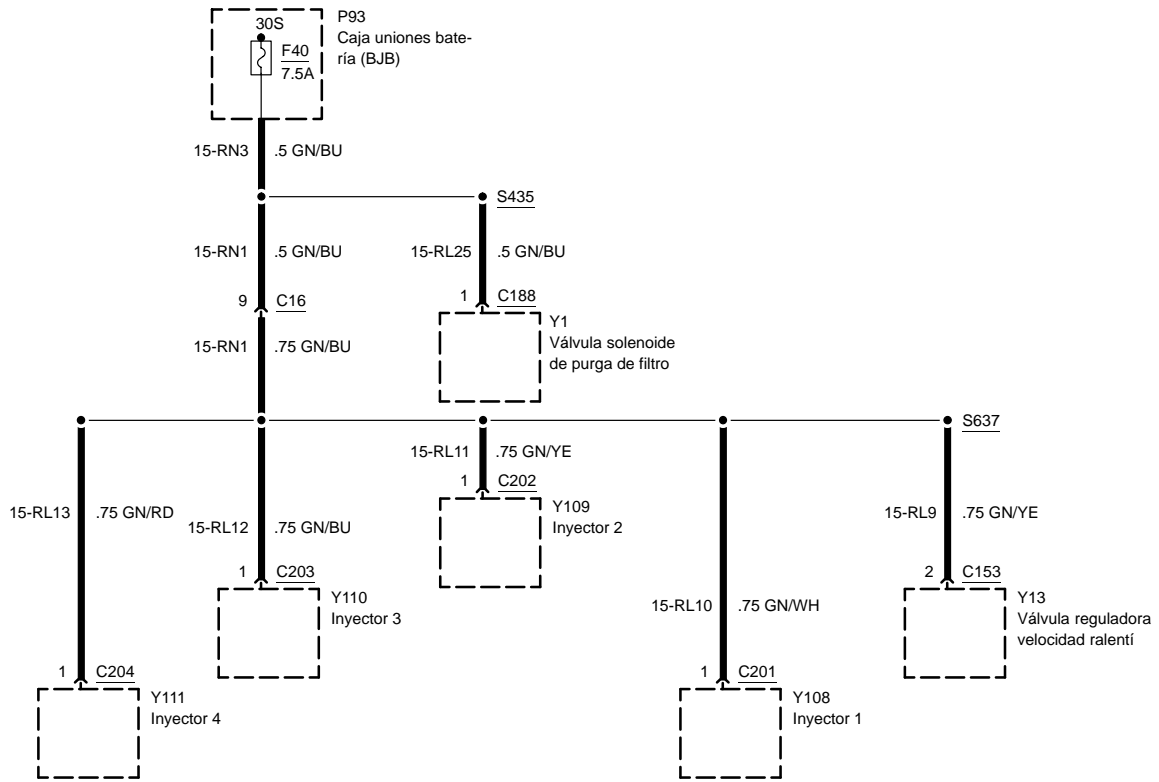 P93
Caja uniones bate-
ría (BJB)
30S
F40
7.5A
15-RN3 .5 GN/BU
S435
15-RN1 .5 GN/BU
15-RL25 .5 GN/BU
9 C16
1 C188
15-RN1 .75 GN/BU
Y1
Válvula solenoide
de purga de filtro
S637
15-RL11 .75 GN/YE
1 C202
Y109
Inyector 2
15-RL13 .75 GN/RD
15-RL12 .75 GN/BU
15-RL9 .75 GN/YE
1 C203
2 C153
Y110
Inyector 3
15-RL10 .75 GN/WH
Y13
Válvula reguladora
velocidad ralentí
1 C204
1 C201
Y111
Inyector 4
Y108
Inyector 1